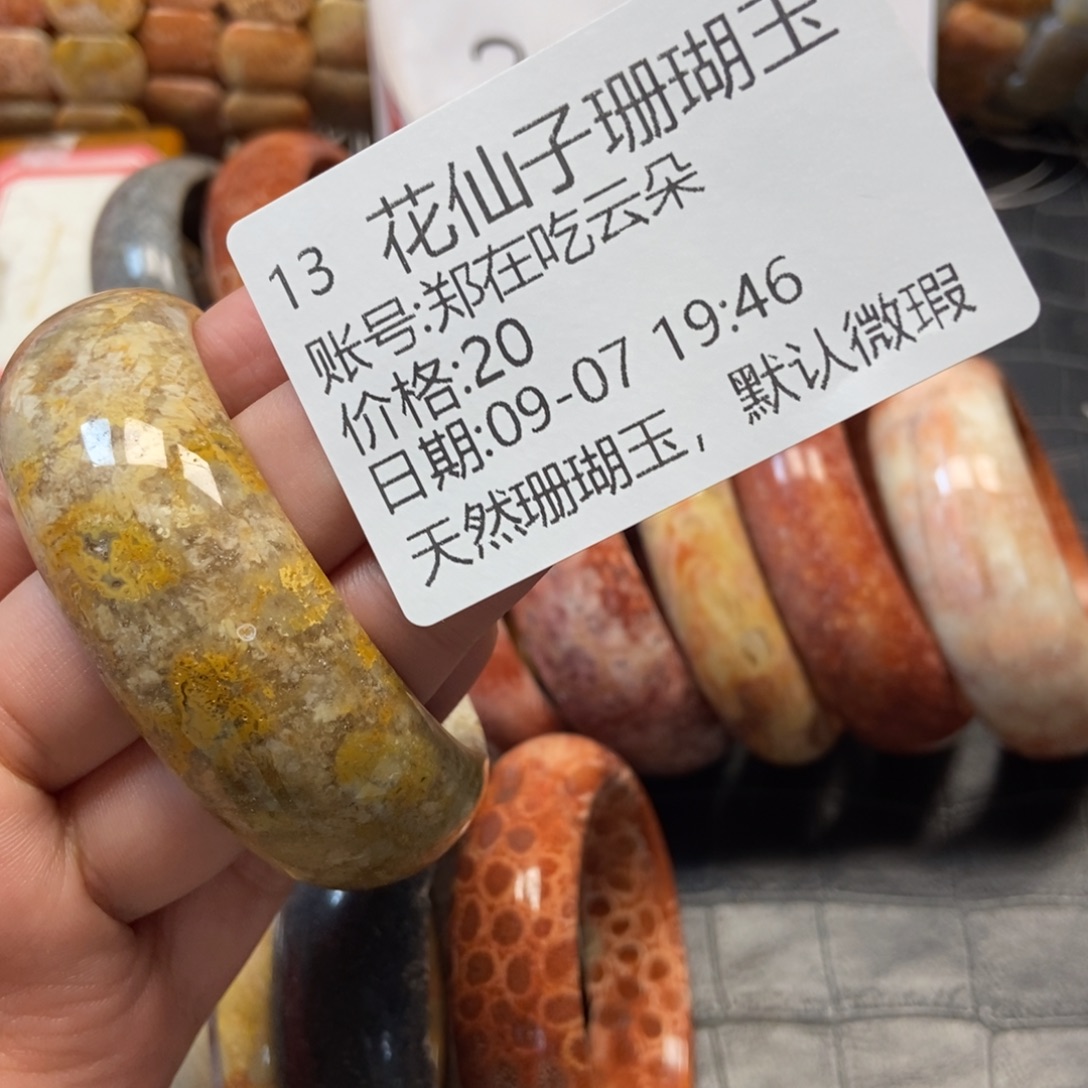 13 花仙子珊瑚玉
账号:郑在吃云朵
价格:20
日期:09-07 19:46
天然珊瑚玉, 默认微瑕